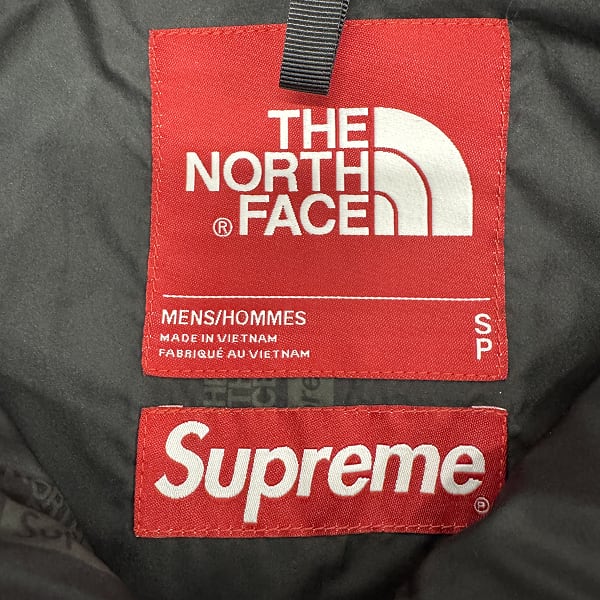 THE
NORTH
FACE
®
MENS/HOMMES
S
MADE IN VIETNAM
P
FABRIQUÉ AU VIETNAM
Supreme
®